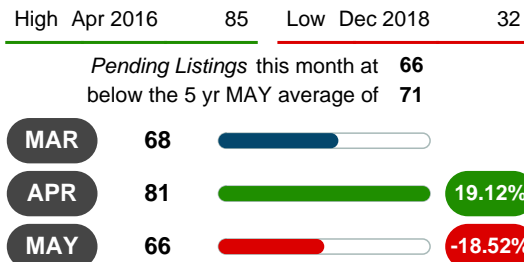 High Apr 2016 85 Low Dec 2018 32
Pending Listings this month at 66
below the 5 yr MAY average of 71
MAR 68
APR 81 19.12%
MAY 66 -18.52%